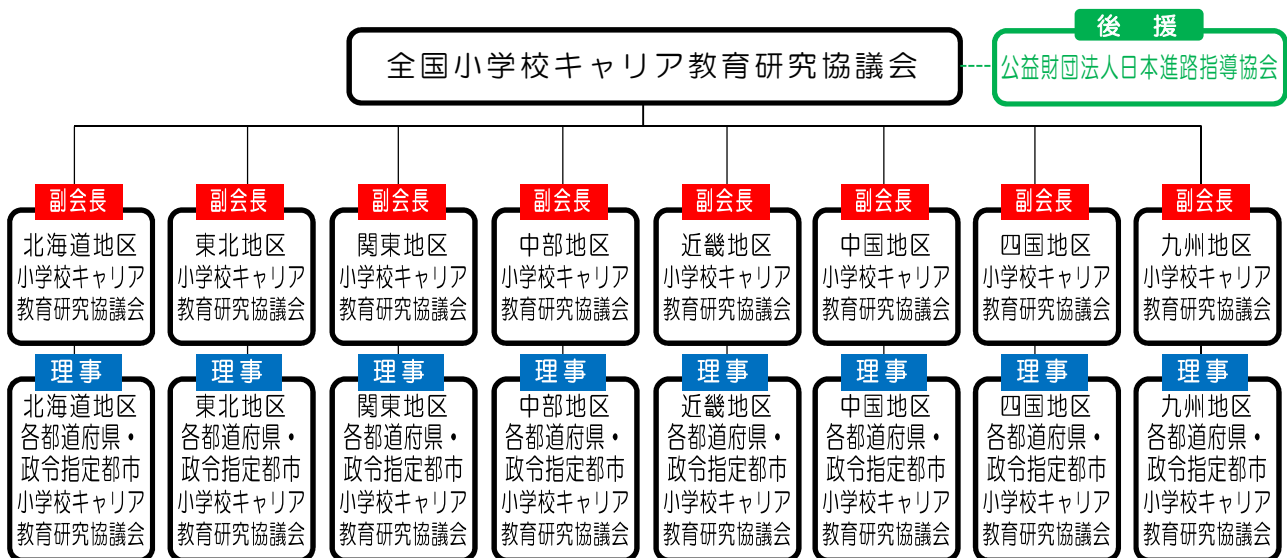 後 援
全国小学校キャリア教育研究協議会
公益財団法人日本進路指導協会
副会長
北海道地区
小学校キャリア
教育研究協議会
副会長
東北地区
小学校キャリア
教育研究協議会
副会長
関東地区
小学校キャリア
教育研究協議会
副会長
中部地区
小学校キャリア
教育研究協議会
副会長
近畿地区
小学校キャリア
教育研究協議会
副会長
中国地区
小学校キャリア
教育研究協議会
副会長
四国地区
小学校キャリア
教育研究協議会
副会長
九州地区
小学校キャリア
教育研究協議会
理事
北海道地区
各都道府県・
政令指定都市
小学校キャリア
教育研究協議会
理事
東北地区
各都道府県・
政令指定都市
小学校キャリア
教育研究協議会
理事
関東地区
各都道府県・
政令指定都市
小学校キャリア
教育研究協議会
理事
中部地区
各都道府県・
政令指定都市
小学校キャリア
教育研究協議会
理事
近畿地区
各都道府県・
政令指定都市
小学校キャリア
教育研究協議会
理事
中国地区
各都道府県・
政令指定都市
小学校キャリア
教育研究協議会
理事
四国地区
各都道府県・
政令指定都市
小学校キャリア
教育研究協議会
理事
九州地区
各都道府県・
政令指定都市
小学校キャリア
教育研究協議会